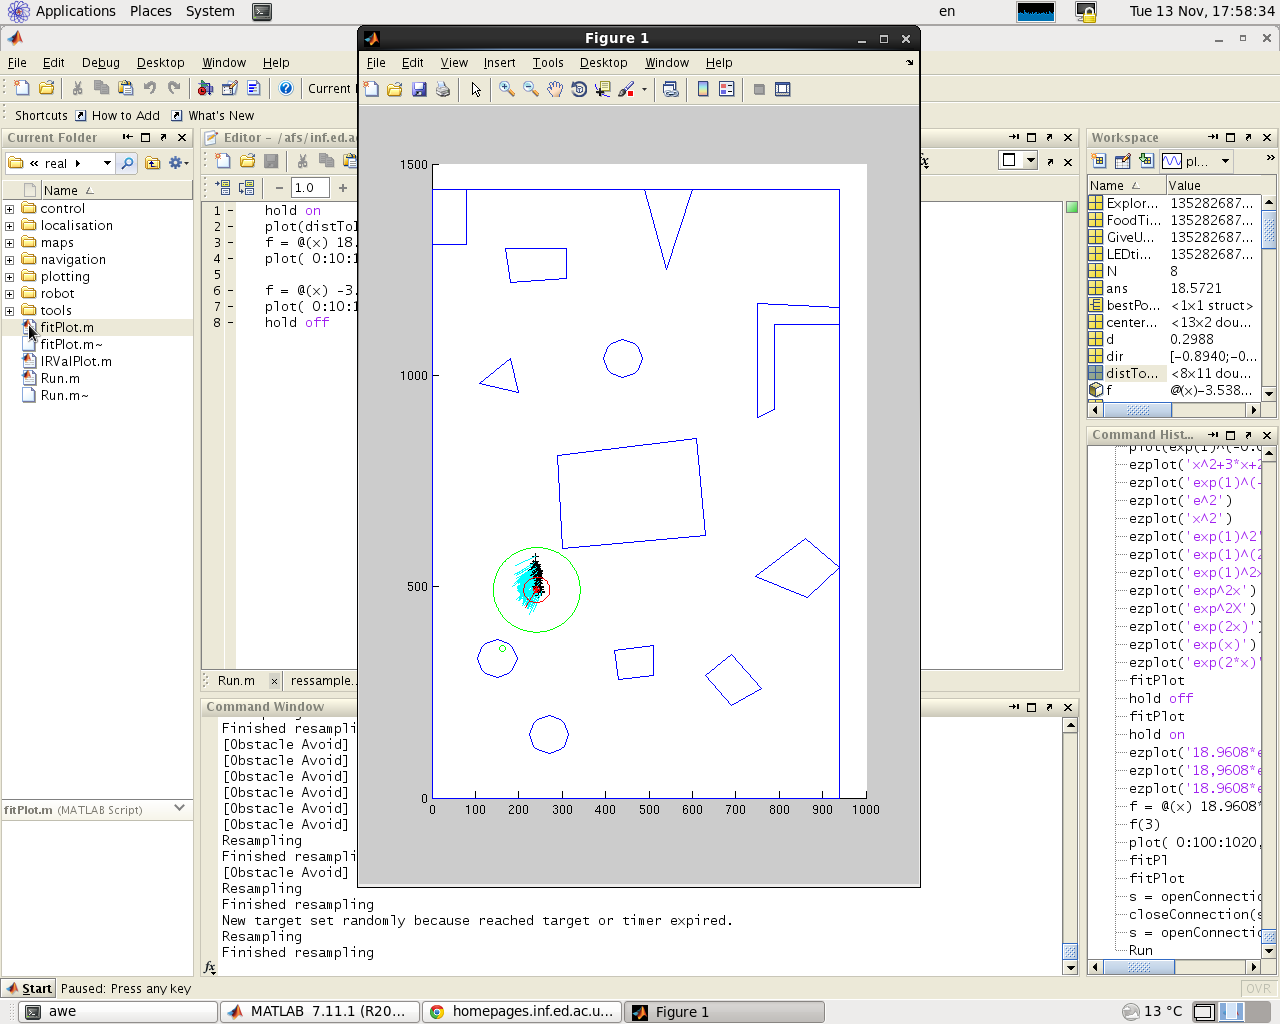 Applications Places System
en
Tue 13 Nov, 17:58:34
Figure 1
File Edit Debug Desktop Window Help
File Edit View Insert Tools Desktop Window Help
Shortcuts How to Add What's New
Current Folder
« real
Name
control
localisation
maps
navigation
plotting
robot
tools
fitPlot.m
fitPlot.m~
IRValPlot.m
Run.m
Run.m~
fitPlot.m (MATLAB Script)
Editor - /afs/inf.ed.ac
1.0
1 - hold on
2 - plot(distTo
3 - f = @(x) 18.
4 - plot( 0:10:1
5
6 - f = @(x) -3.
7 - plot( 0:10:1
8 - hold off
Run.m
ressample.
1500
1000
500
0
0 100 200 300 400 500 600 700 800 900 1000
Command Window
Finished resampli
[Obstacle Avoid]
[Obstacle Avoid]
[Obstacle Avoid]
[Obstacle Avoid]
[Obstacle Avoid]
[Obstacle Avoid]
Resampling
Finished resampli
[Obstacle Avoid]
Resampling
Finished resampling
New target set randomly because reached target or timer expired.
Resampling
Finished resampling
fx
Workspace
pl...
Name Value
Explor... 135282687...
FoodTi... 135282687...
GiveU... 135282687...
LEDti... 135282687...
N 8
ans 18.5721
bestPo... <1x1 struct>
center... <13x2 dou...
d 0.2988
dir [-0.8940;-0...
distTo... <8x11 dou...
f @(x)-3.538...
Command Hist...
ezplot('x^2+3*x+2
ezplot('exp(1)^(-
ezplot('e^2')
ezplot('x^2')
ezplot('exp(1)^2'
ezplot('exp(1)^(2
ezplot('exp(1)^2x
ezplot('exp^2x')
ezplot('exp^2X')
ezplot('exp(2x)')
ezplot('exp(x)')
ezplot('exp(2*x)'
fitPlot
hold off
fitPlot
hold on
ezplot('18.9608*e
ezplot('18,9608*e
ezplot('18.9608*e
f = @(x) 18.9608*
f(3)
plot( 0:100:1020,
fitPl
fitPlot
s = openConnectio
closeConnection(s
s = openConnectio
Run
Start Paused: Press any key
OVR
awe
MATLAB 7.11.1 (R20...
homepages.inf.ed.ac.u...
Figure 1
13 °C